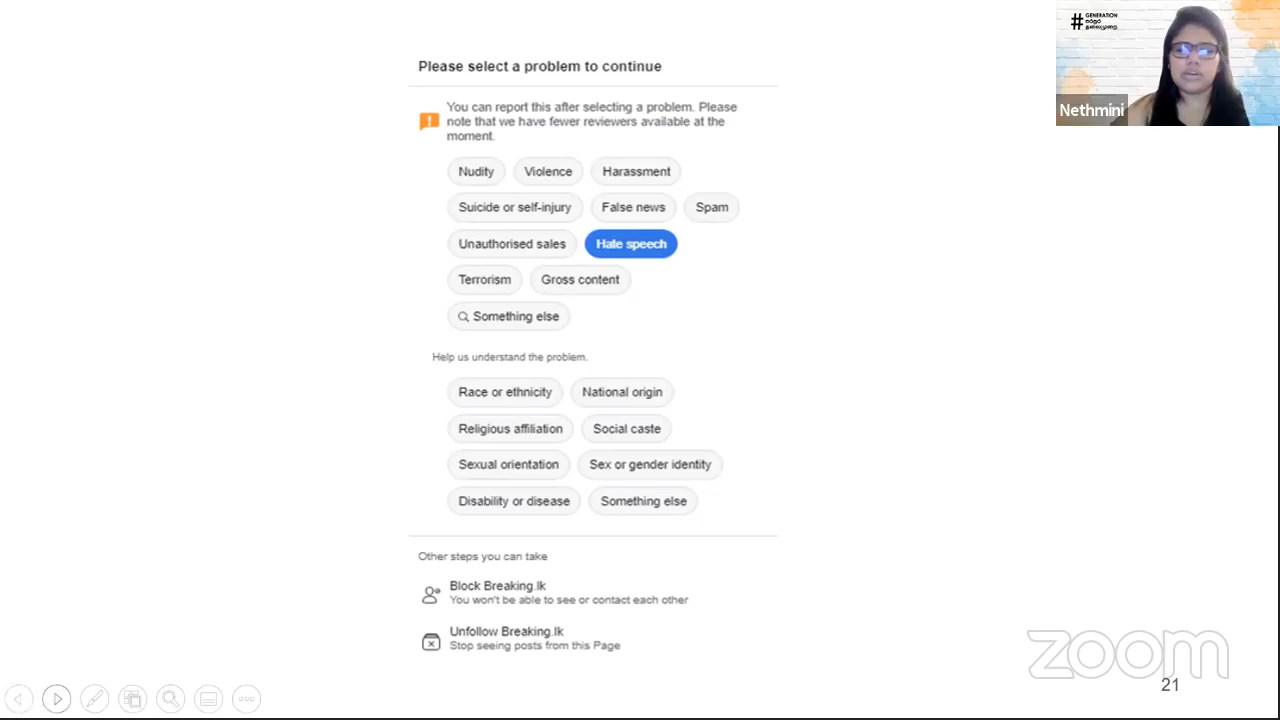 Please select a problem to continue
You can report this after selecting a problem. Please
note that we have fewer reviewers available at the
moment.
Nudity
Violence
Harassment
Suicide or self-injury
False news
Spam
Unauthorised sales
Hate speech
Terrorism
Gross content
Something else
Help us understand the problem.
Race or ethnicity
National origin
Religious affiliation
Social caste
Sexual orientation
Sex or gender identity
Disability or disease
Something else
Other steps you can take
Block Breaking.lk
You won't be able to see or contact each other
Unfollow Breaking.lk
Stop seeing posts from this Page
# GENERATION
Nethmini
zoom
21